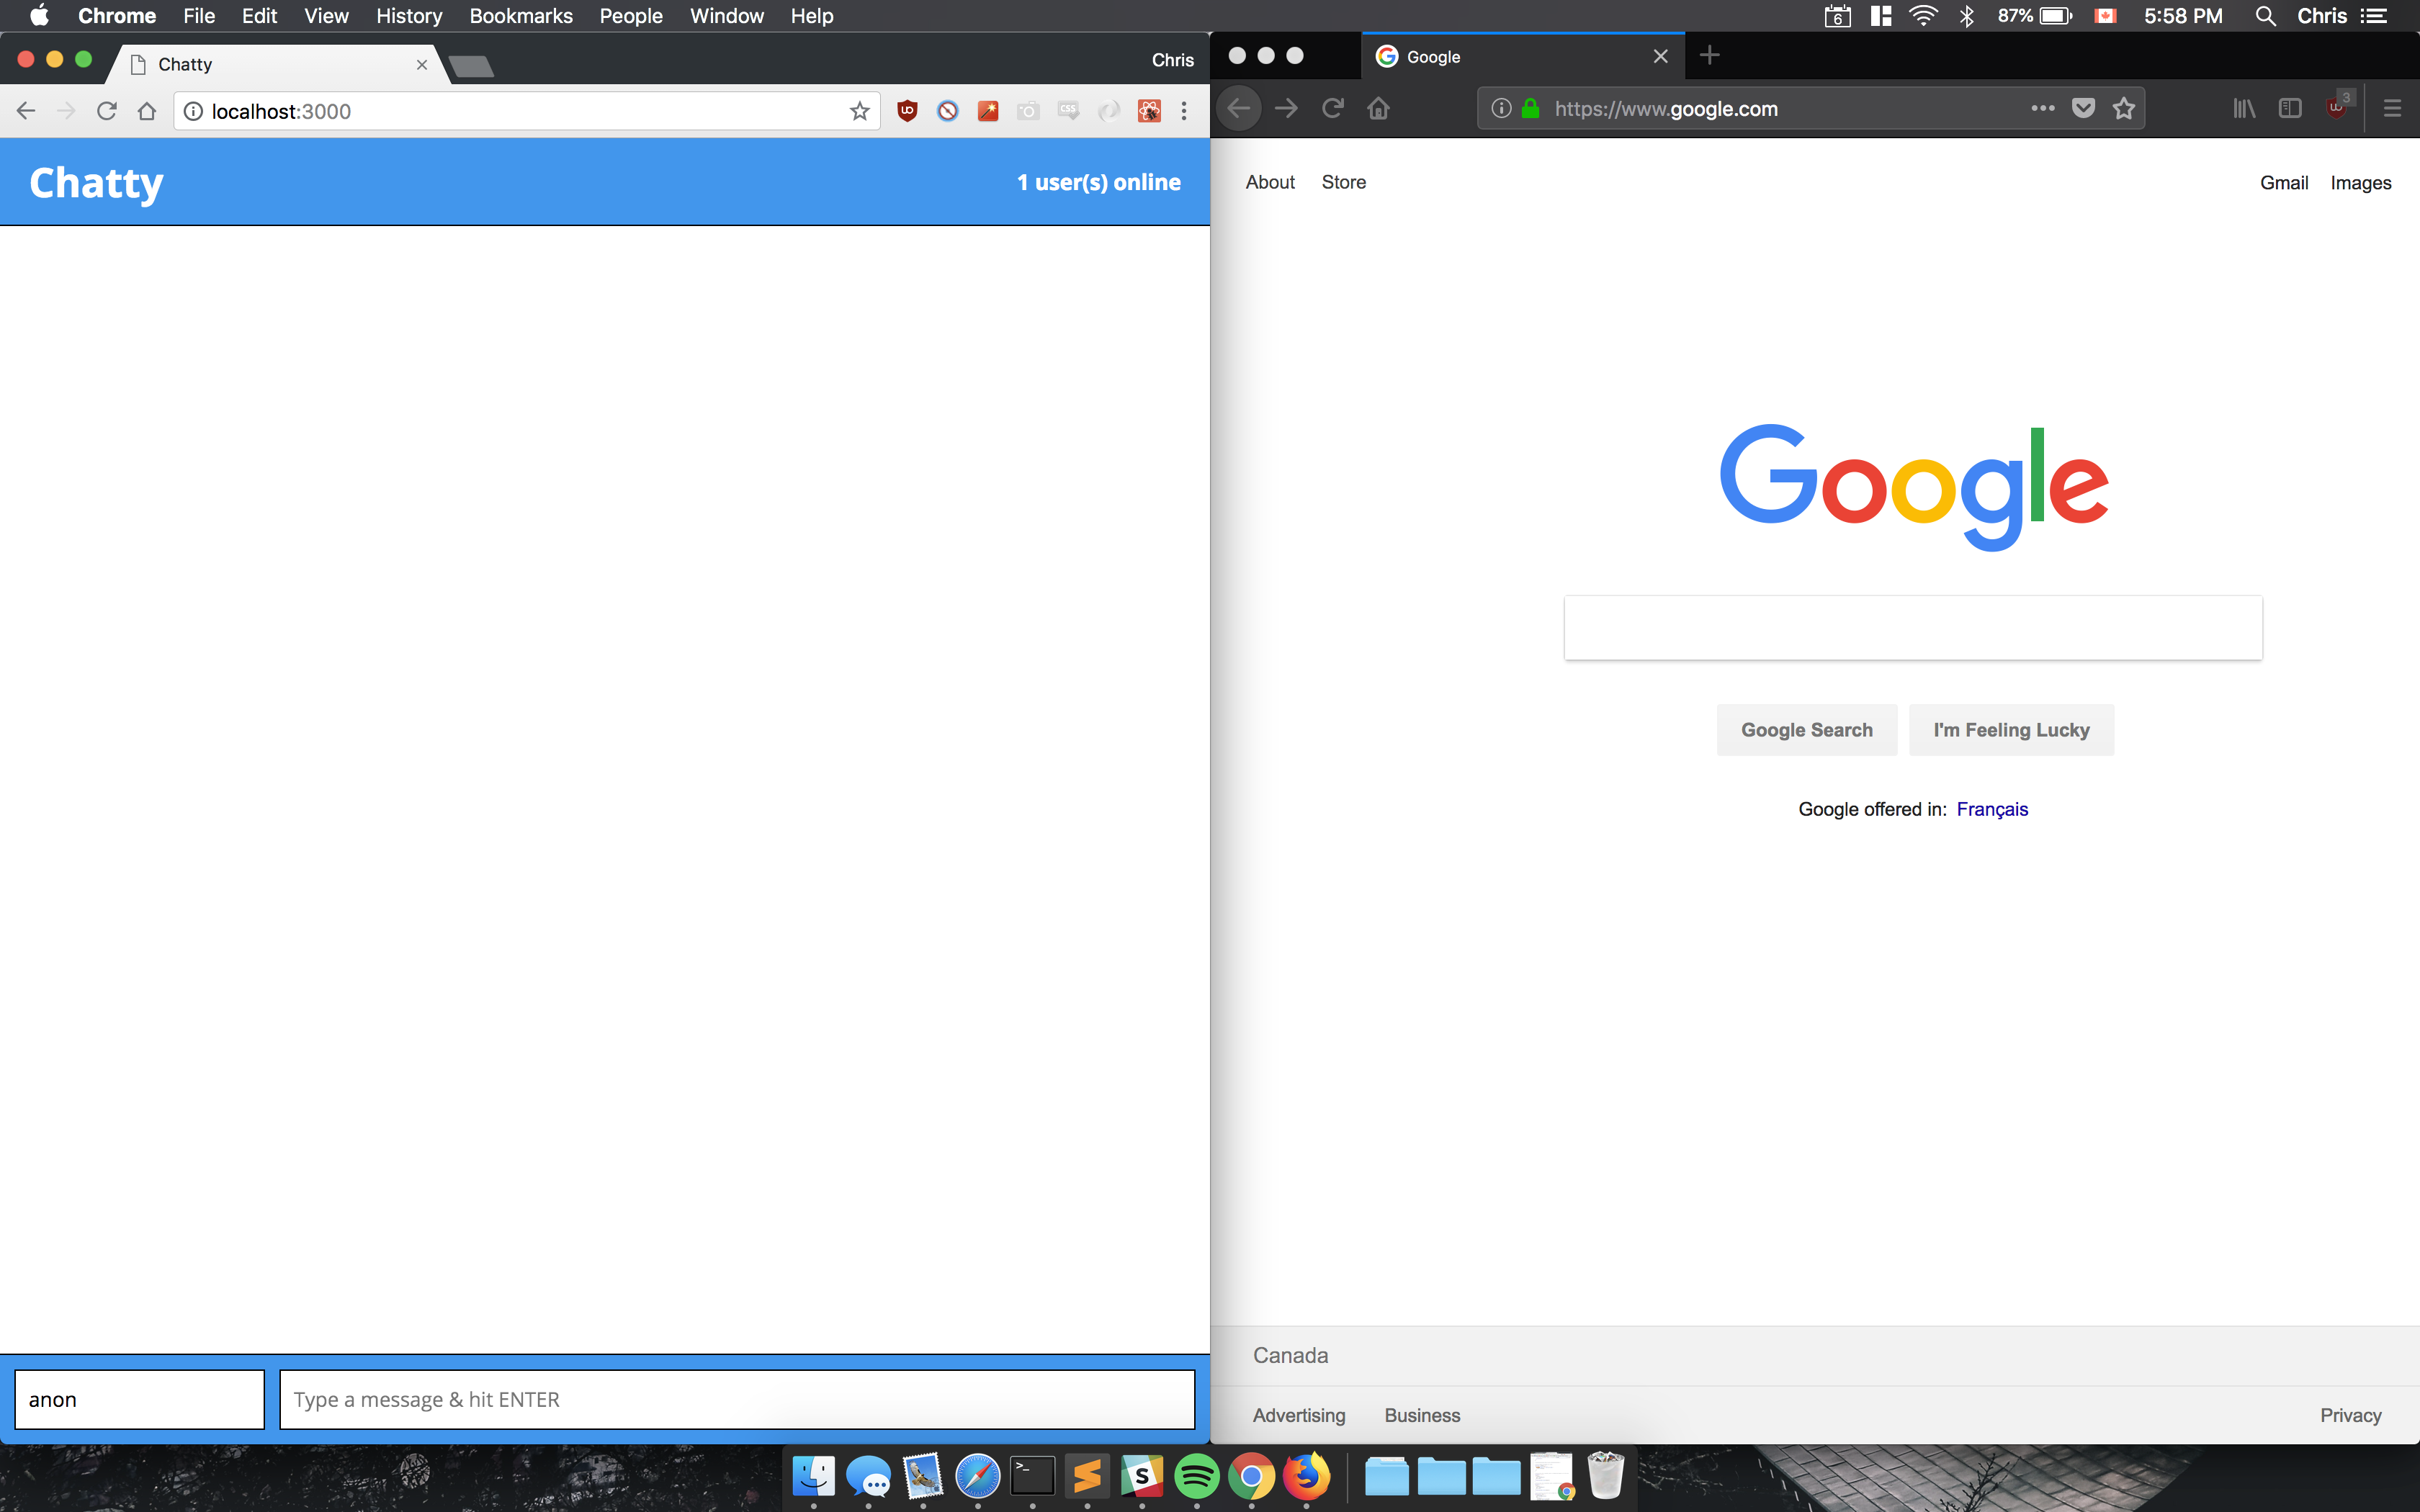 Chrome File Edit View History Bookmarks People Window Help
6 87% 5:58 PM Chris
Chatty
Chris
localhost:3000
CSS
Chatty
1 user(s) online
anon
Type a message & hit ENTER
Google
https://www.google.com
3
About Store
Gmail Images
Google
Google Search
I'm Feeling Lucky
Google offered in: Français
Canada
Advertising Business
Privacy
>_
S